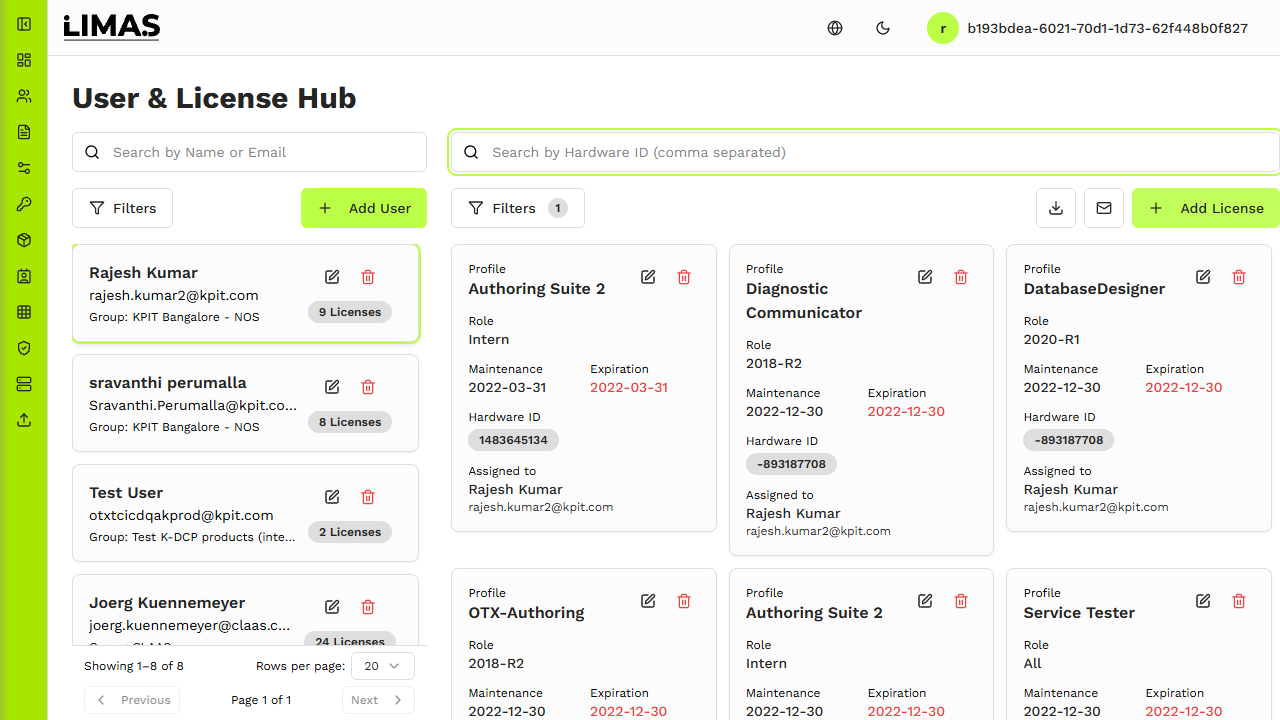 LIMAS
r
b193bdea-6021-70d1-1d73-62f448b0f827
User & License Hub
Search by Name or Email
Search by Hardware ID (comma separated)
Filters
Add User
Filters 1
Add License
Rajesh Kumar
rajesh.kumar2@kpit.com
Group: KPIT Bangalore - NOS
9 Licenses
sravanthi perumalla
Sravanthi.Perumalla@kpit.co...
Group: KPIT Bangalore - NOS
8 Licenses
Test User
otxtcicdqakprod@kpit.com
Group: Test K-DCP products (inte...
2 Licenses
Joerg Kuennemeyer
joerg.kuennemeyer@claas.c...
24 Licenses
Showing 1–8 of 8
Rows per page: 20
Previous
Page 1 of 1
Next
Profile
Authoring Suite 2
Role
Intern
Maintenance Expiration
2022-03-31 2022-03-31
Hardware ID
1483645134
Assigned to
Rajesh Kumar
rajesh.kumar2@kpit.com
Profile
Diagnostic
Communicator
Role
2018-R2
Maintenance Expiration
2022-12-30 2022-12-30
Hardware ID
-893187708
Assigned to
Rajesh Kumar
rajesh.kumar2@kpit.com
Profile
DatabaseDesigner
Role
2020-R1
Maintenance Expiration
2022-12-30 2022-12-30
Hardware ID
-893187708
Assigned to
Rajesh Kumar
rajesh.kumar2@kpit.com
Profile
OTX-Authoring
Role
2018-R2
Maintenance Expiration
2022-12-30 2022-12-30
Profile
Authoring Suite 2
Role
Intern
Maintenance Expiration
2022-12-30 2022-12-30
Profile
Service Tester
Role
All
Maintenance Expiration
2022-12-30 2022-12-30